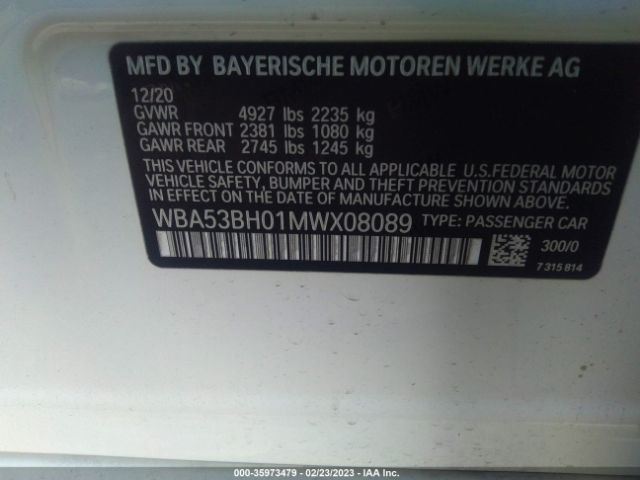 MFD BY BAYERISCHE MOTOREN WERKE AG
12/20
GVWR 4927 lbs 2235 kg
GAWR FRONT 2381 lbs 1080 kg
GAWR REAR 2745 lbs 1245 kg
THIS VEHICLE CONFORMS TO ALL APPLICABLE U.S.FEDERAL MOTOR
VEHICLE SAFETY, BUMPER AND THEFT PREVENTION STANDARDS
IN EFFECT ON THE DATE OF MANUFACTURE SHOWN ABOVE.
WBA53BH01MWX08089 TYPE: PASSENGER CAR
300/0
7 315 814
000-35973479 - 02/23/2023 - IAA Inc.